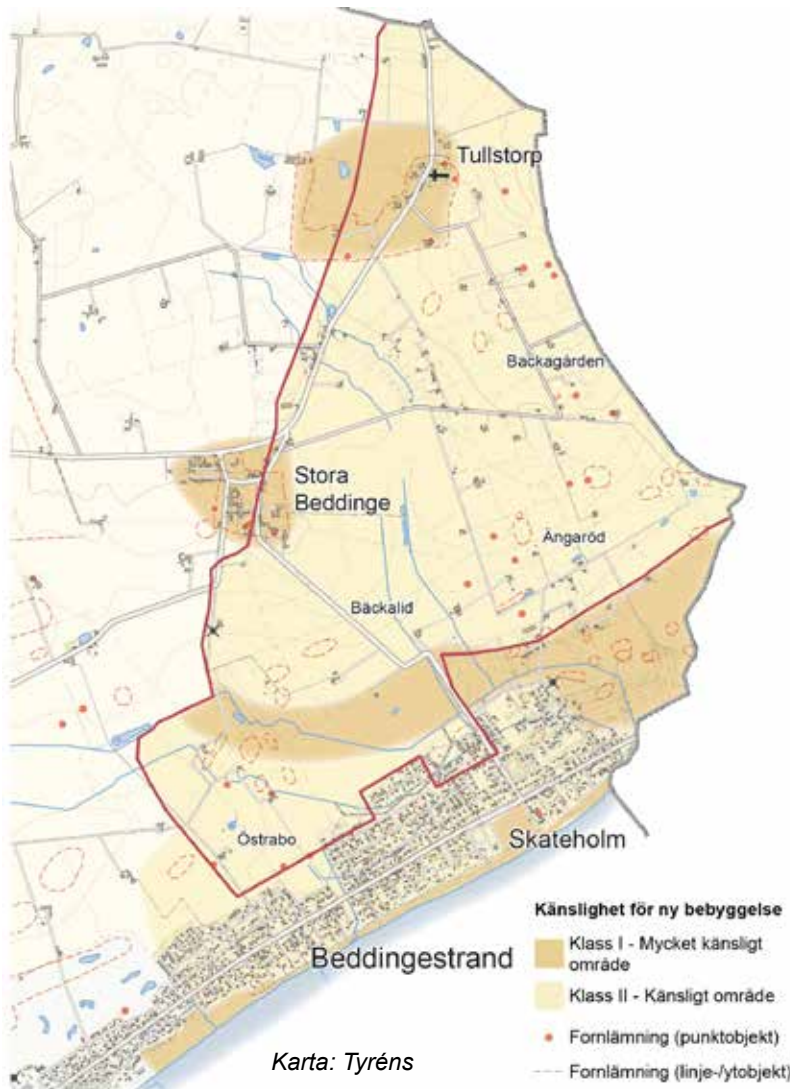 Tullstorp
Backagården
Stora
Beddinge
Ängaröd
Bäckalid
Östrabo
Skateholm
Beddingestrand
Känslighet för ny bebyggelse
Klass I - Mycket känsligt
område
Klass II - Känsligt område
Fornlämning (punktobjekt)
Fornlämning (linje-/ytobjekt)
Karta: Tyréns